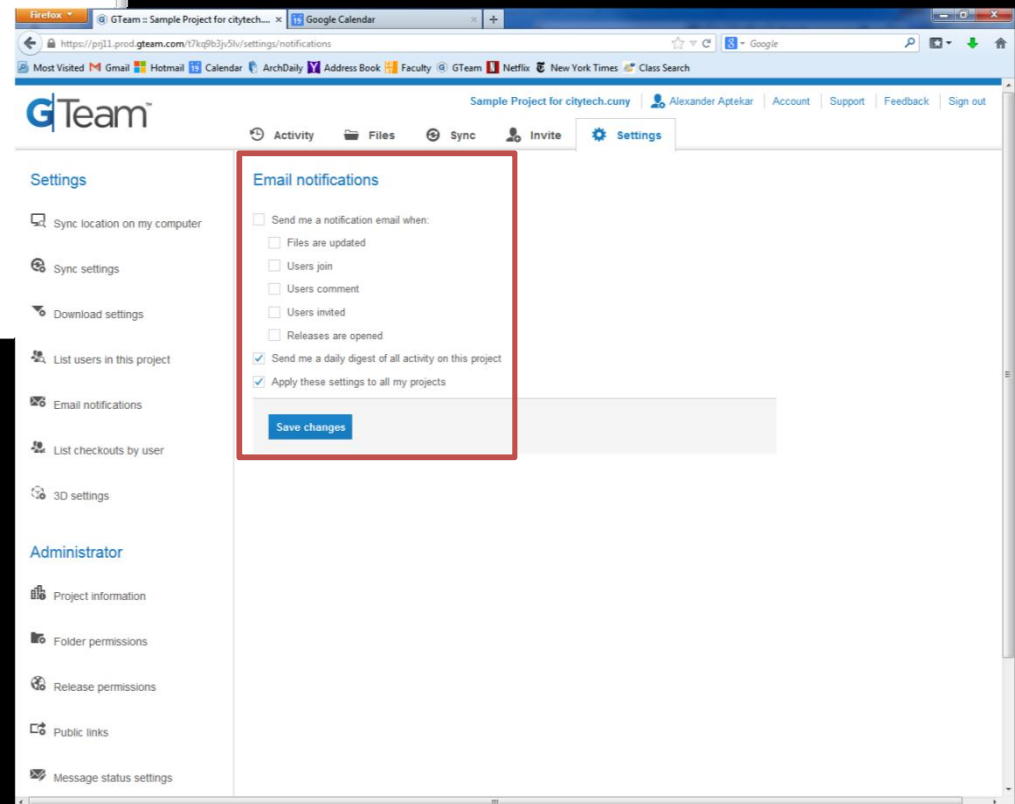 Firefox
GTeam :: Sample Project for citytech.... ×
19 Google Calendar ×
+
https://prj11.prod.gteam.com/t7kq9b3jv5lv/settings/notifications
Google
Most Visited Gmail Hotmail Calendar ArchDaily Address Book Faculty GTeam Netflix New York Times Class Search
GTeam™
Sample Project for citytech.cuny Alexander Aptekar Account Support Feedback Sign out
Activity Files Sync Invite Settings
Settings
Sync location on my computer
Sync settings
Download settings
List users in this project
Email notifications
List checkouts by user
3D settings
Administrator
Project information
Folder permissions
Release permissions
Public links
Message status settings
Email notifications
Send me a notification email when:
Files are updated
Users join
Users comment
Users invited
Releases are opened
Send me a daily digest of all activity on this project
Apply these settings to all my projects
Save changes